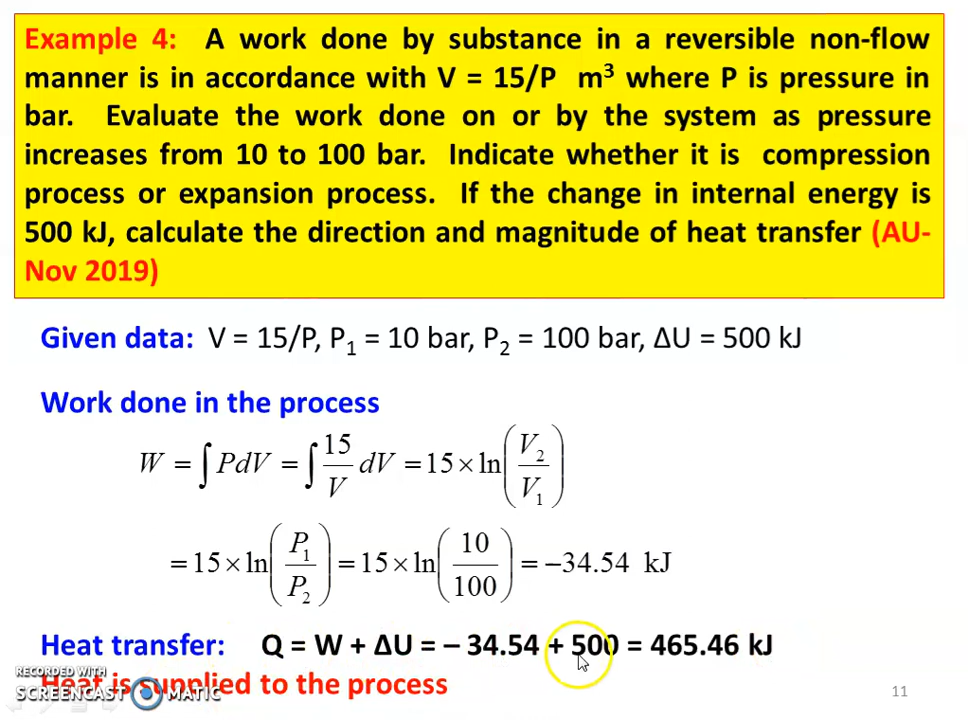 Example 4: A work done by substance in a reversible non-flow
manner is in accordance with V = 15/P m³ where P is pressure in
bar. Evaluate the work done on or by the system as pressure
increases from 10 to 100 bar. Indicate whether it is compression
process or expansion process. If the change in internal energy is
500 kJ, calculate the direction and magnitude of heat transfer (AU-
Nov 2019)
Given data: V = 15/P, P₁ = 10 bar, P₂ = 100 bar, ΔU = 500 kJ
Work done in the process
W = ∫ PdV = ∫ 15/V dV = 15 × ln (V₂/V₁)
= 15 × ln (P₁/P₂) = 15 × ln (10/100) = −34.54 kJ
Heat transfer: Q = W + ΔU = – 34.54 + 500 = 465.46 kJ
Heat is supplied to the process
RECORDED WITH
SCREENCAST MATIC
11